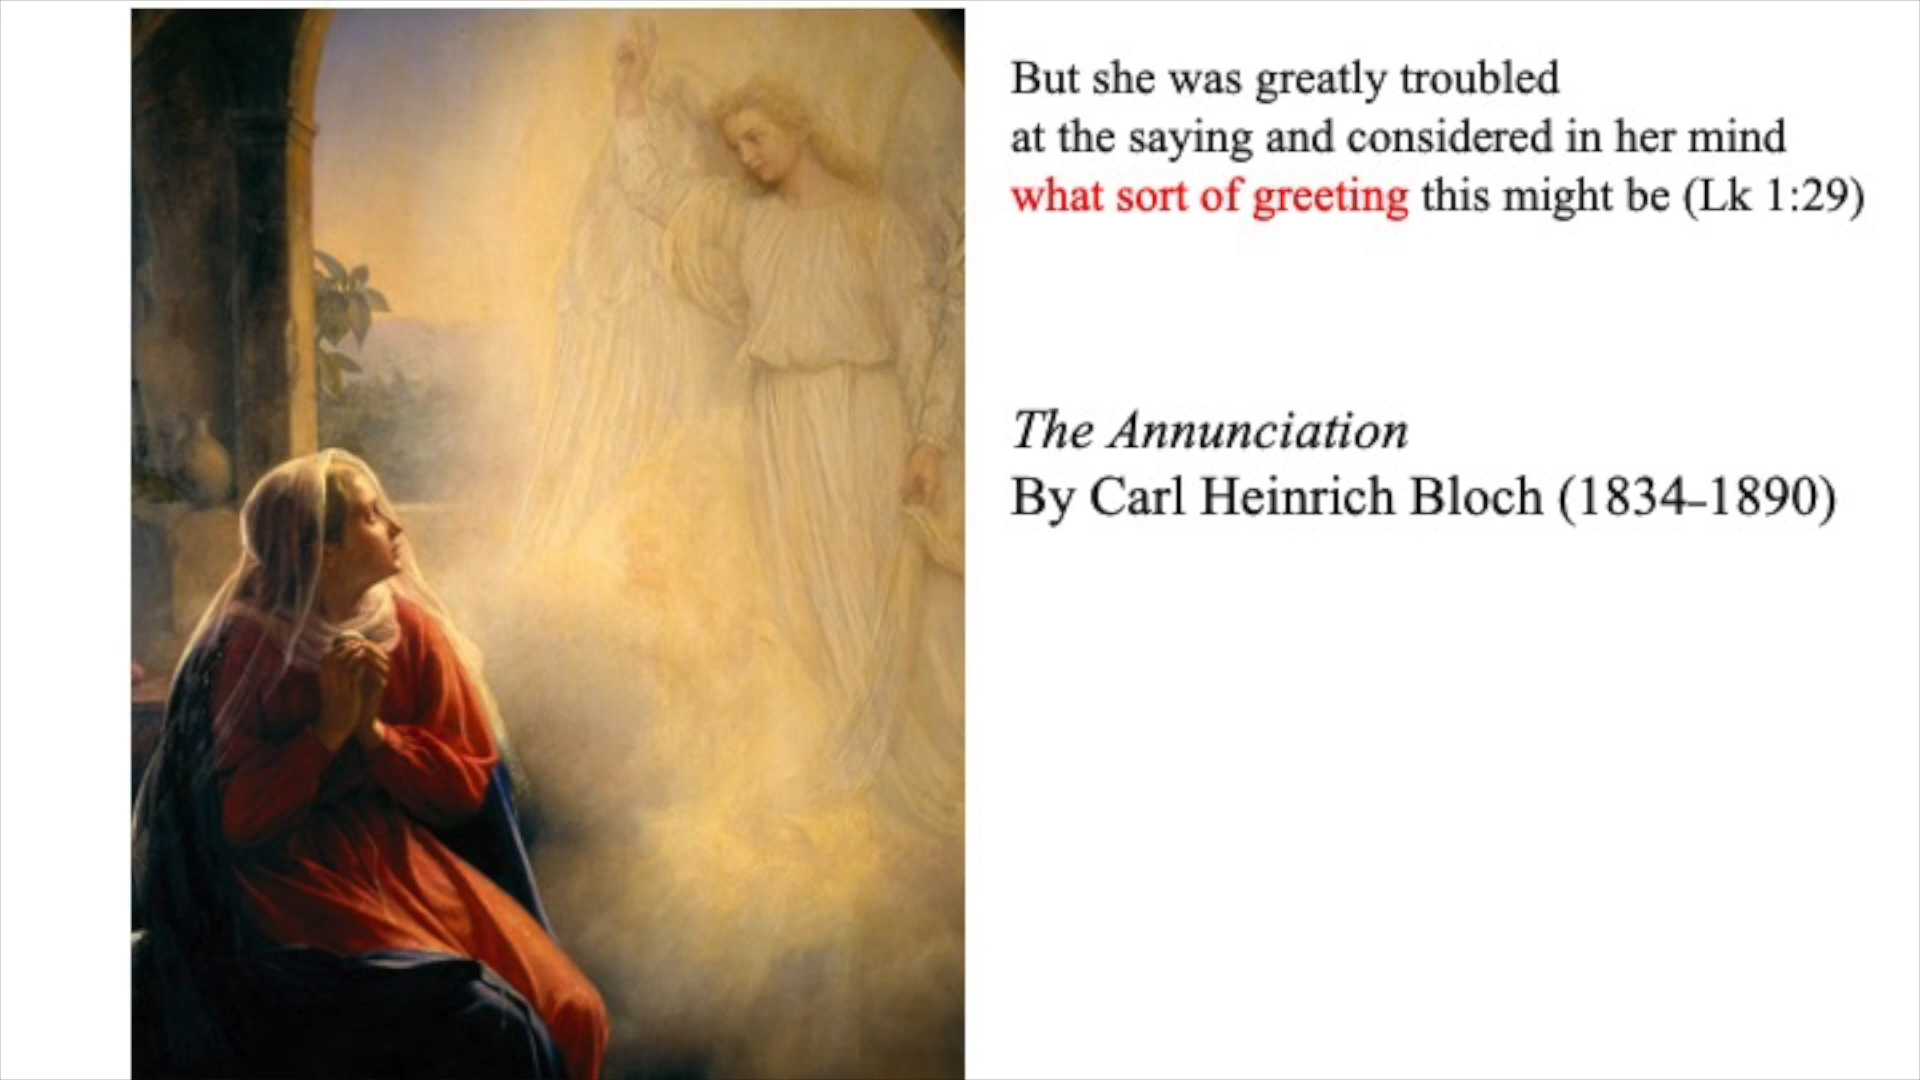 But she was greatly troubled
at the saying and considered in her mind
what sort of greeting this might be (Lk 1:29)
The Annunciation
By Carl Heinrich Bloch (1834-1890)